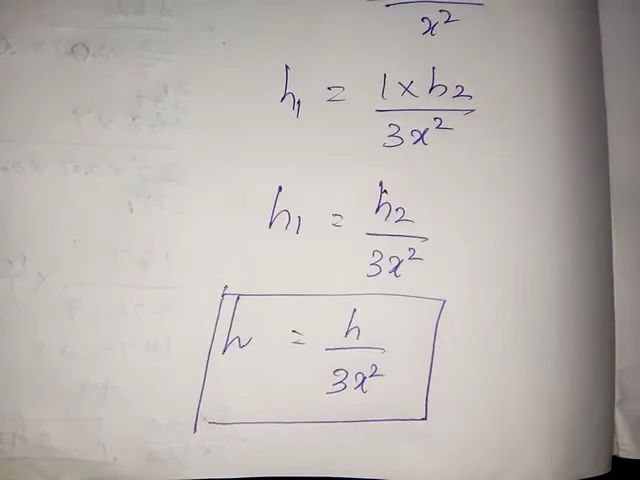 x²
h₁ = 1 × h₂ / 3x²
h₁ = h₂ / 3x²
h = h / 3x²